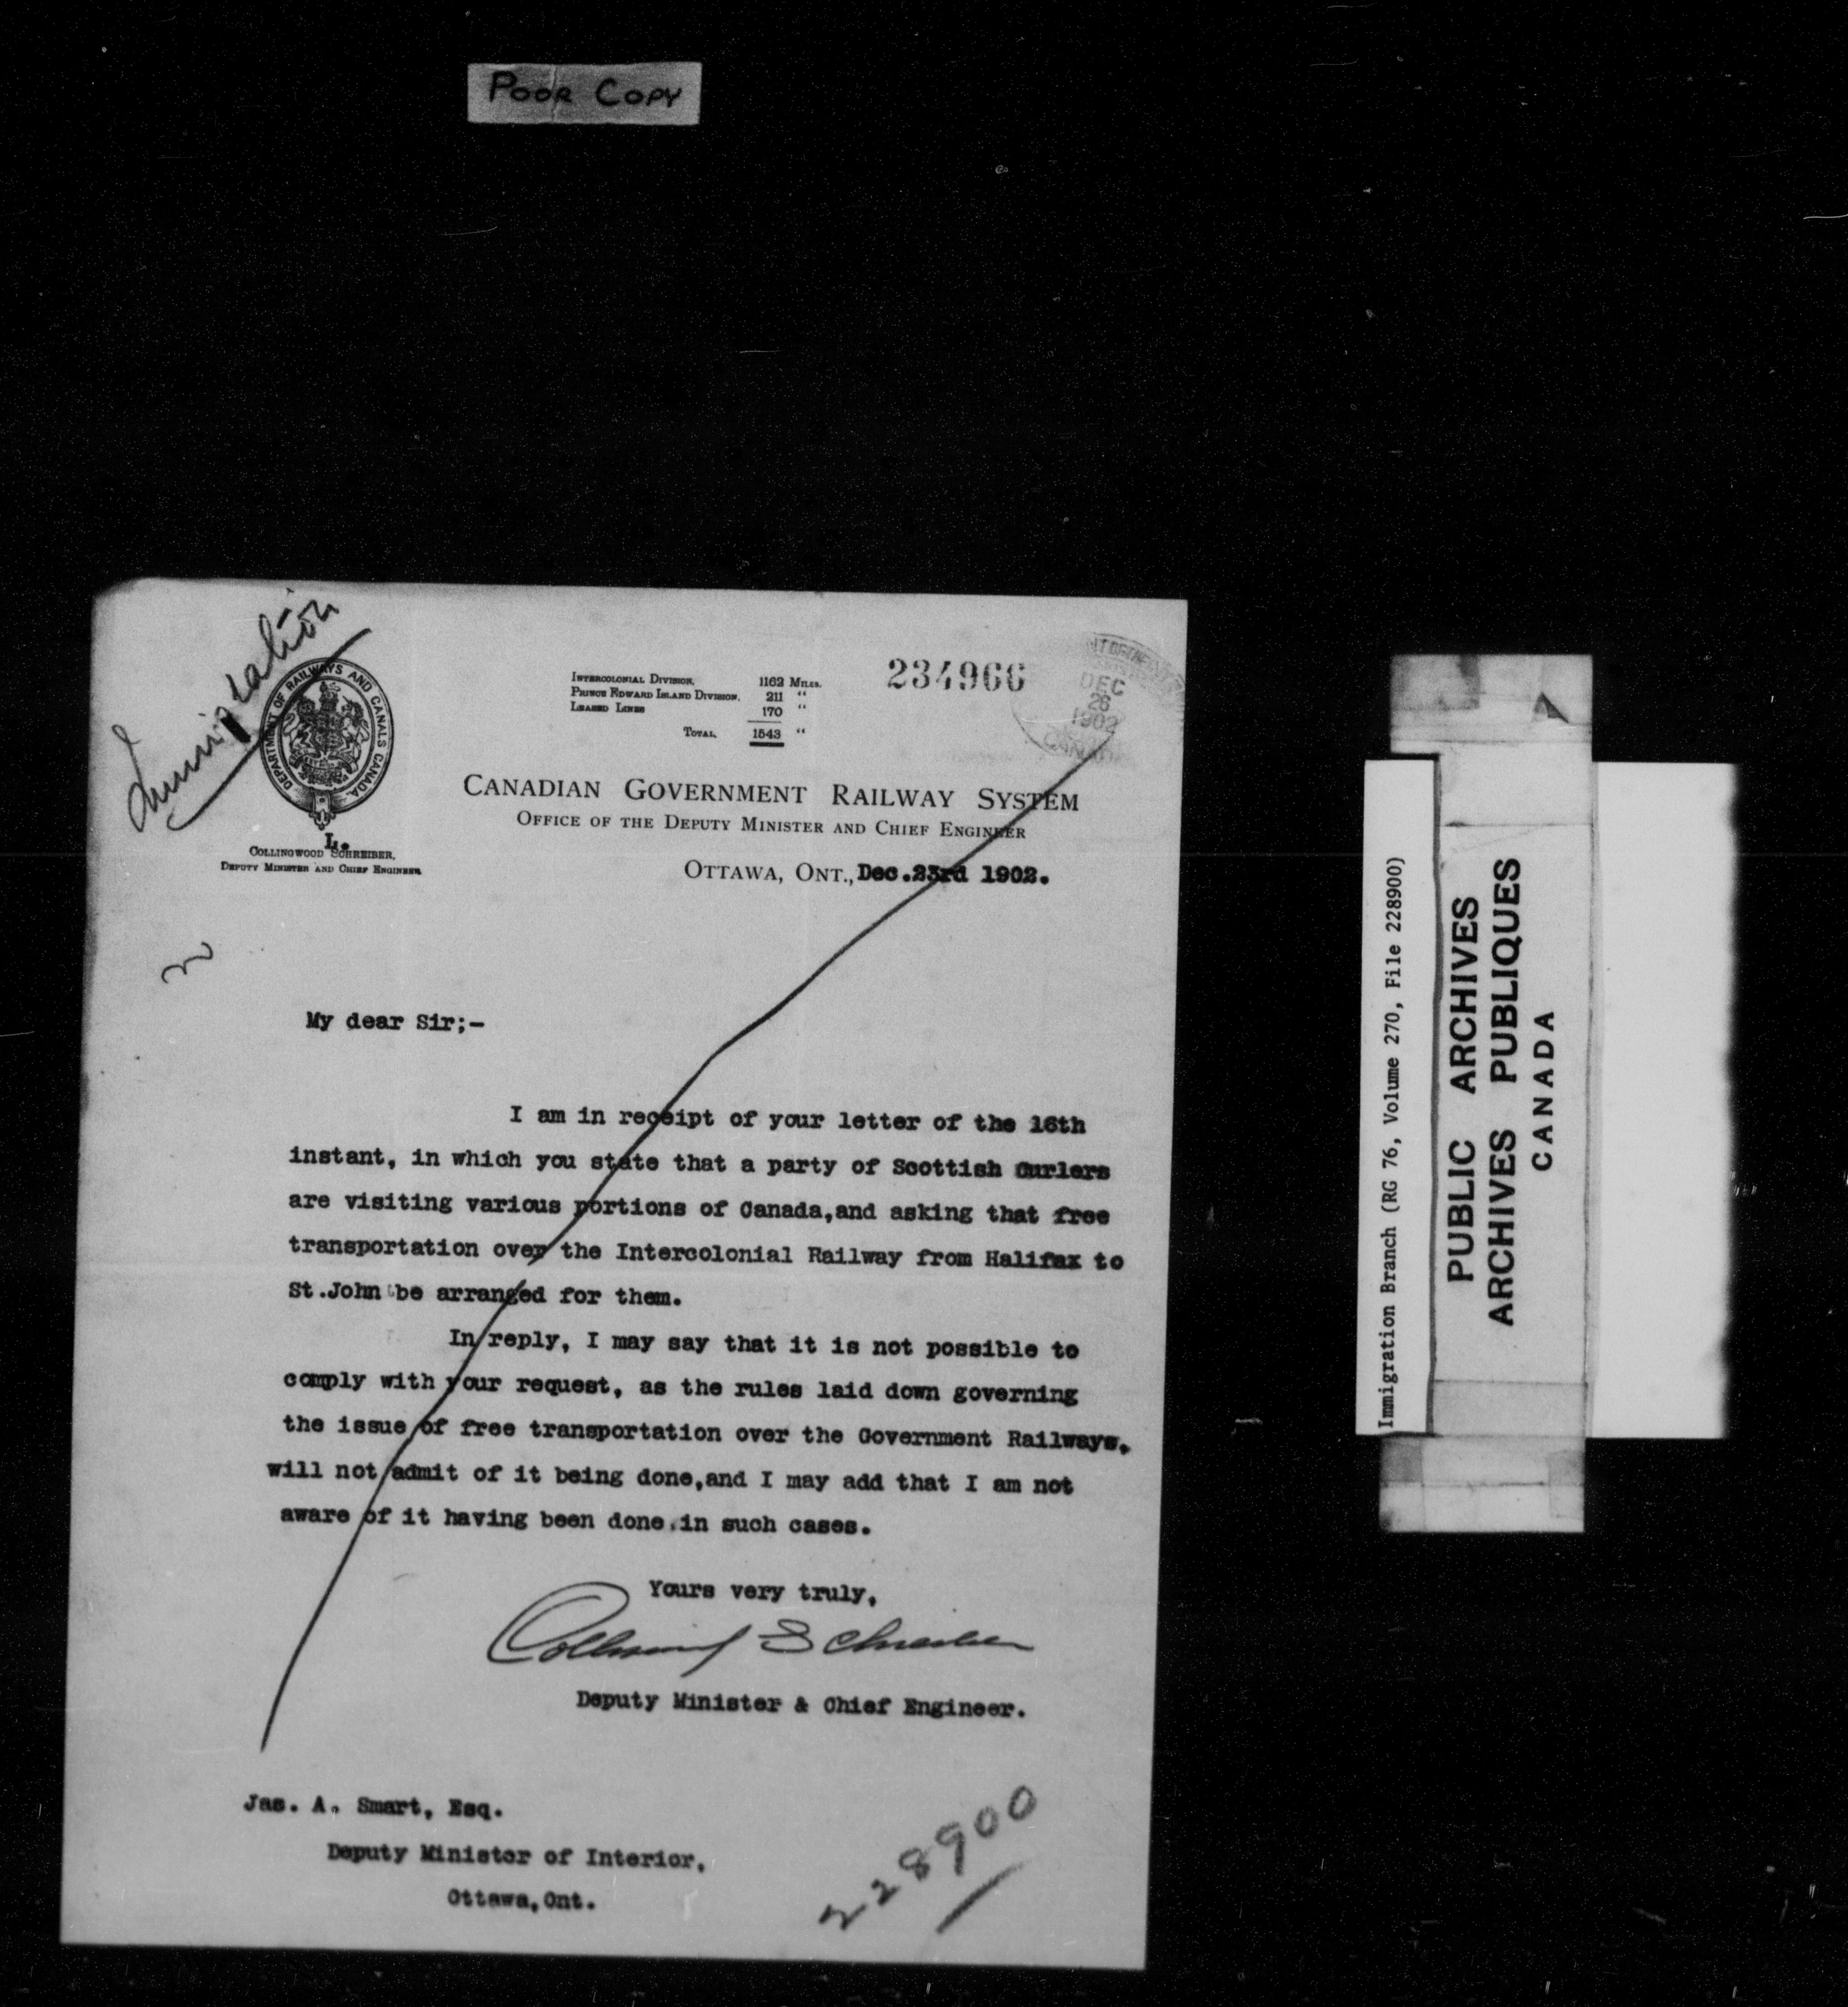 POOR COPY
Immigration
DEPARTMENT OF RAILWAYS AND CANALS CANADA.
L.
COLLINGWOOD SCHREIBER,
DEPUTY MINISTER AND CHIEF ENGINEER
INTERCOLONIAL DIVISION, 1162 MILES.
PRINCE EDWARD ISLAND DIVISION, 211 "
LEASED LINES 170 "
TOTAL, 1543 "
234966
DEC
26
1902
CANADA
CANADIAN GOVERNMENT RAILWAY SYSTEM
OFFICE OF THE DEPUTY MINISTER AND CHIEF ENGINEER
OTTAWA, ONT., Dec.23rd 1902.
My dear Sir;-
I am in receipt of your letter of the 16th
instant, in which you state that a party of Scottish Curlers
are visiting various portions of Canada,and asking that free
transportation over the Intercolonial Railway from Halifax to
St.John be arranged for them.
In reply, I may say that it is not possible to
comply with your request, as the rules laid down governing
the issue of free transportation over the Government Railways,
will not admit of it being done,and I may add that I am not
aware of it having been done,in such cases.
Yours very truly,
Collingwood Schreiber
Deputy Minister & Chief Engineer.
Jas. A. Smart, Esq.
Deputy Minister of Interior,
Ottawa,Ont.
228900
Immigration Branch (RG 76, Volume 270, File 228900)
PUBLIC ARCHIVES
ARCHIVES PUBLIQUES
CANADA